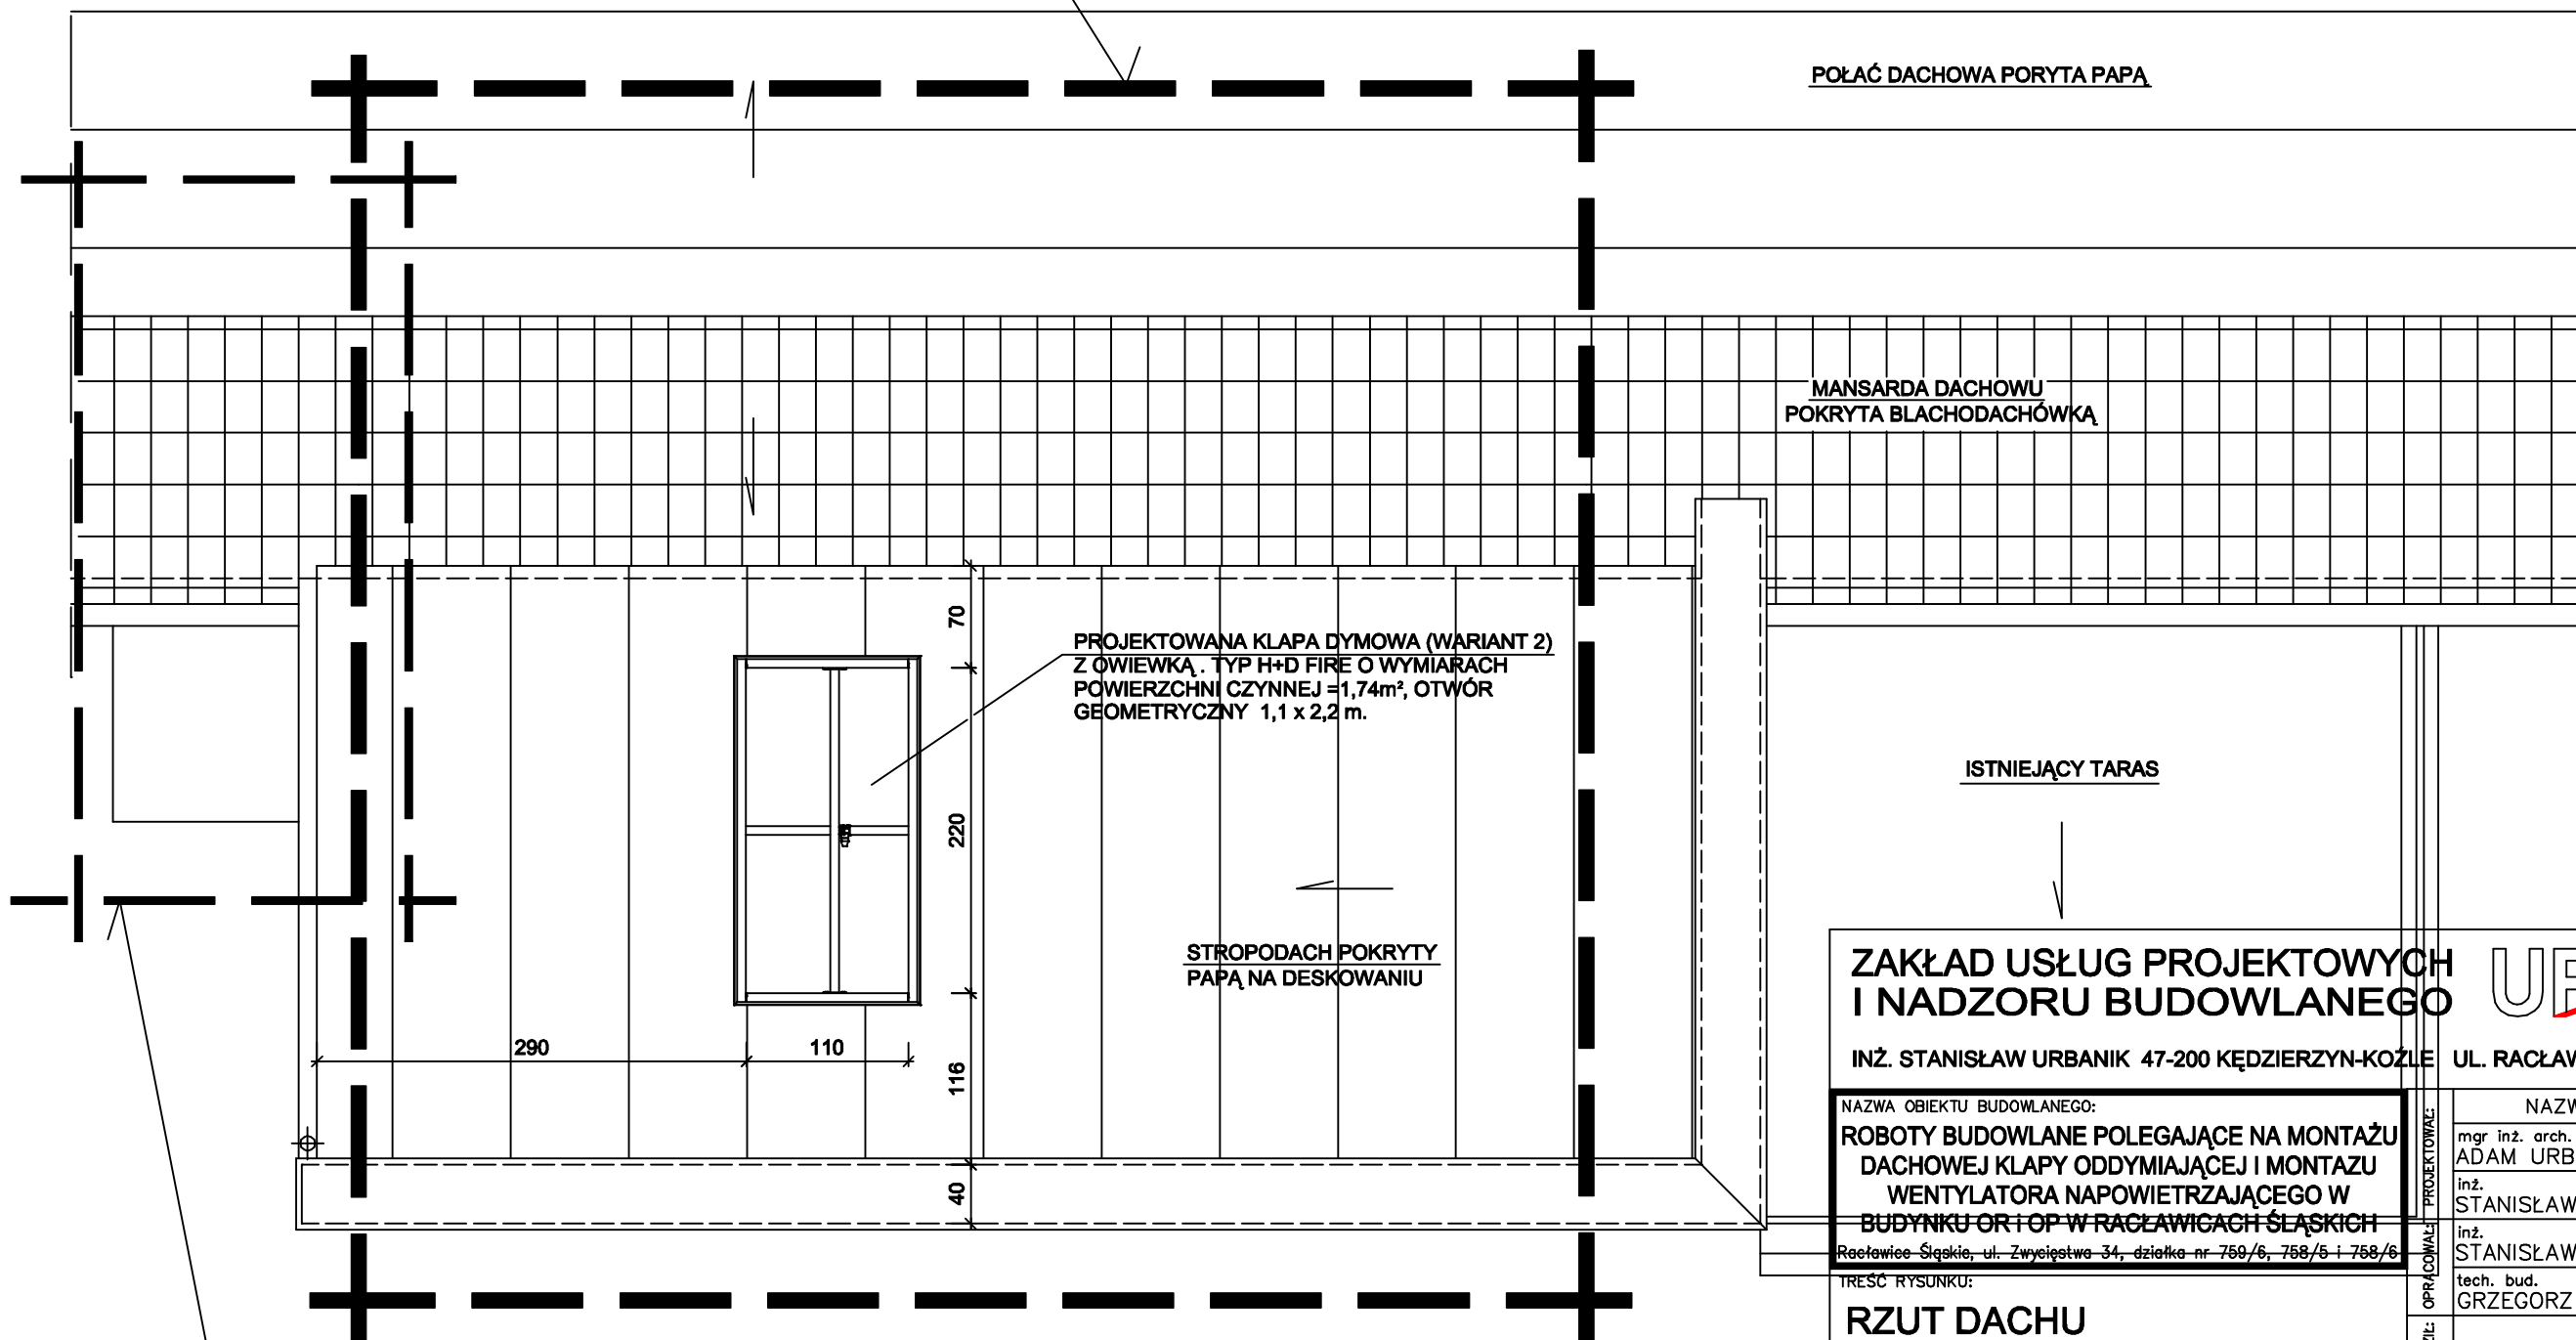 POŁAĆ DACHOWA PORYTA PAPĄ
MANSARDA DACHOWU
POKRYTA BLACHODACHÓWKĄ
70
PROJEKTOWANA KLAPA DYMOWA (WARIANT 2)
Z OWIEWKĄ . TYP H+D FIRE O WYMIARACH
POWIERZCHNI CZYNNEJ =1,74m², OTWÓR
GEOMETRYCZNY 1,1 x 2,2 m.
220
ISTNIEJĄCY TARAS
STROPODACH POKRYTY
PAPĄ NA DESKOWANIU
290
110
116
40
ZAKŁAD USŁUG PROJEKTOWYCH
I NADZORU BUDOWLANEGO
INŻ. STANISŁAW URBANIK 47-200 KĘDZIERZYN-KOŹLE UL. RACŁAW
NAZWA OBIEKTU BUDOWLANEGO:
ROBOTY BUDOWLANE POLEGAJĄCE NA MONTAŻU
DACHOWEJ KLAPY ODDYMIAJĄCEJ I MONTAZU
WENTYLATORA NAPOWIETRZAJĄCEGO W
BUDYNKU OR i OP W RACŁAWICACH ŚLĄSKICH
Racławice Śląskie, ul. Zwycięstwa 34, działka nr 759/6, 758/5 i 758/6
TREŚĆ RYSUNKU:
RZUT DACHU
PROJEKTOWAŁ:
OPRACOWAŁ:
NAZW
mgr inż. arch.
ADAM URB
inż.
STANISŁAW
inż.
STANISŁAW
tech. bud.
GRZEGORZ